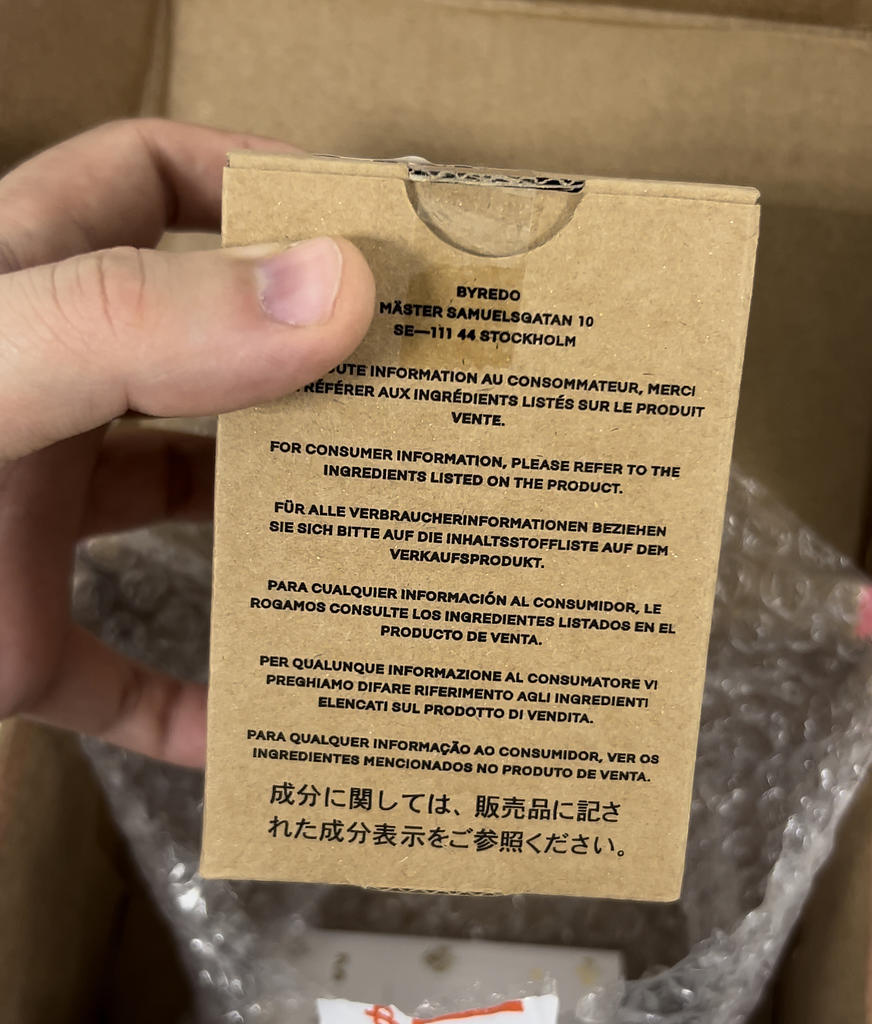 BYREDO
MÄSTER SAMUELSGATAN 10
SE—111 44 STOCKHOLM
INFORMATION AU CONSOMMATEUR, MERCI
RÉFÉRER AUX INGRÉDIENTS LISTÉS SUR LE PRODUIT
VENTE.
FOR CONSUMER INFORMATION, PLEASE REFER TO THE
INGREDIENTS LISTED ON THE PRODUCT.
FÜR ALLE VERBRAUCHERINFORMATIONEN BEZIEHEN
SIE SICH BITTE AUF DIE INHALTSSTOFFLISTE AUF DEM
VERKAUFSPRODUKT.
PARA CUALQUIER INFORMACIÓN AL CONSUMIDOR, LE
ROGAMOS CONSULTE LOS INGREDIENTES LISTADOS EN EL
PRODUCTO DE VENTA.
PER QUALUNQUE INFORMAZIONE AL CONSUMATORE VI
PREGHIAMO DIFARE RIFERIMENTO AGLI INGREDIENTI
ELENCATI SUL PRODOTTO DI VENDITA.
PARA QUALQUER INFORMAÇÃO AO CONSUMIDOR, VER OS
INGREDIENTES MENCIONADOS NO PRODUTO DE VENTA.
成分に関しては、販売品に記さ
れた成分表示をご参照ください。